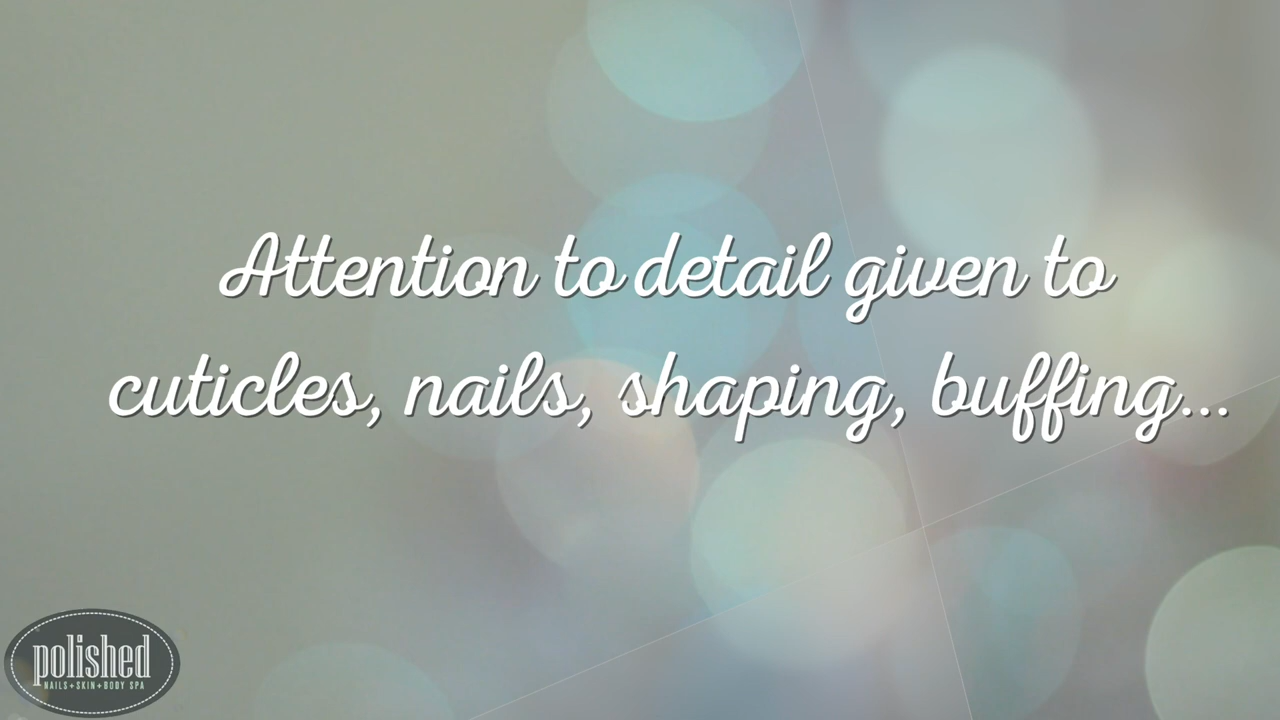 Attention to detail given to
cuticles, nails, shaping, buffing...
polished
NAILS+SKIN+BODY SPA